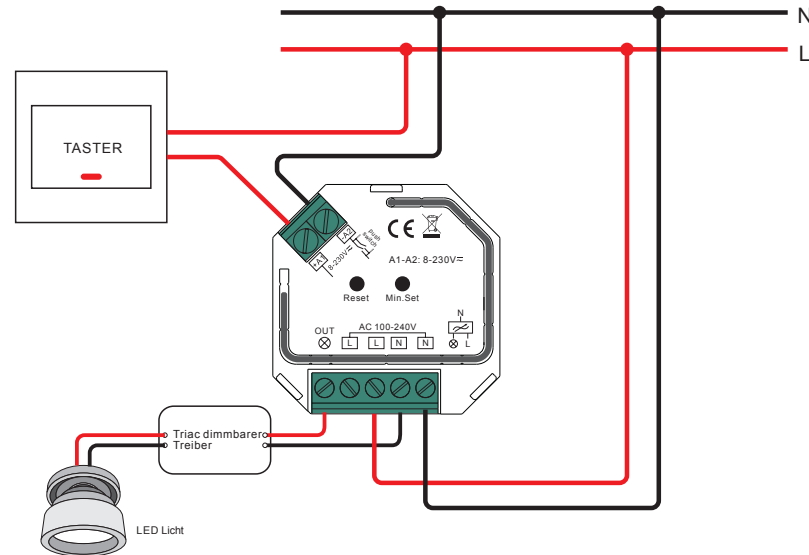 N
L
TASTER
Push
Switch
-A2
+A1
8-230V
CE
A1-A2: 8-230V
Reset
Min.Set
N
L
OUT
AC 100-240V
L
L
N
N
Triac dimmbarer
Treiber
LED Licht